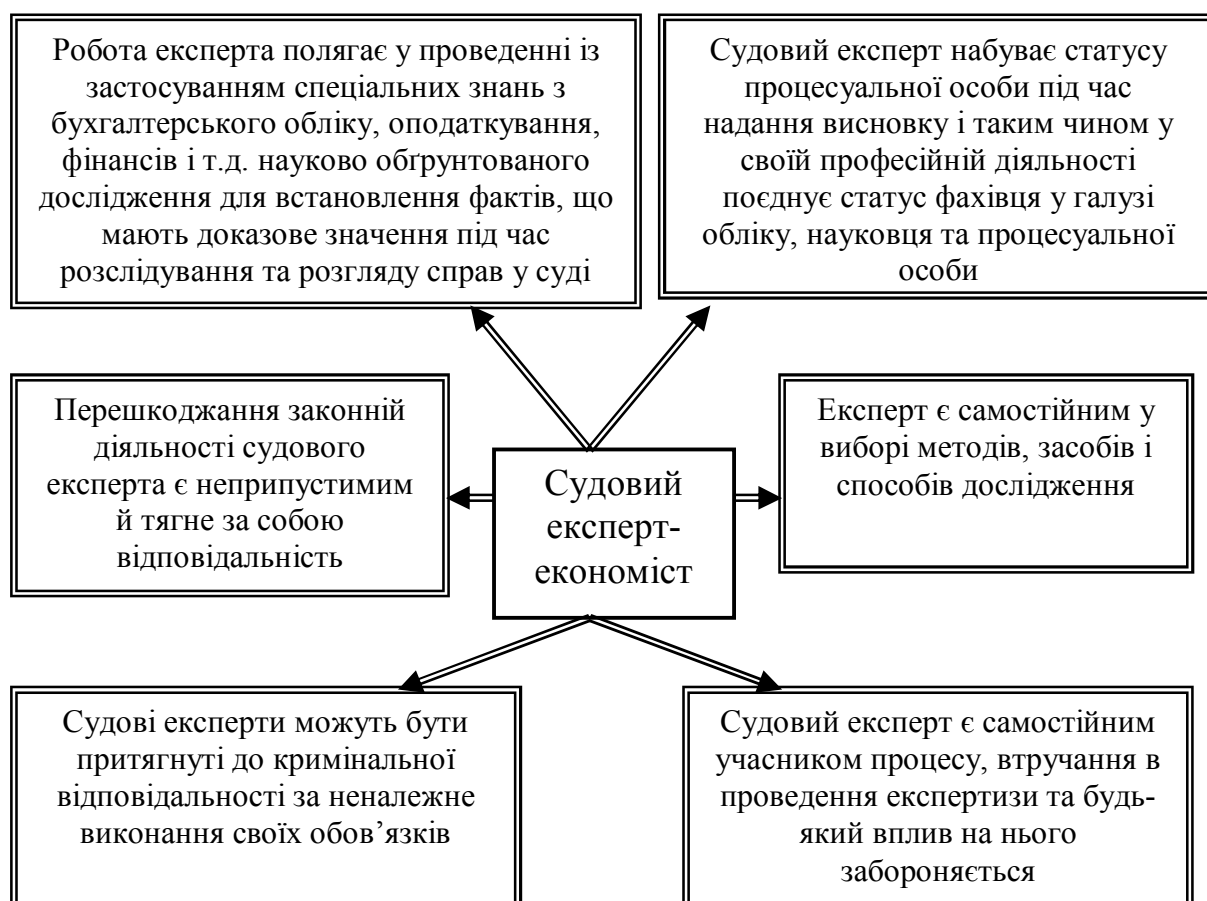 Робота експерта полягає у проведенні із
застосуванням спеціальних знань з
бухгалтерського обліку, оподаткування,
фінансів і т.д. науково обґрунтованого
дослідження для встановлення фактів, що
мають доказове значення під час
розслідування та розгляду справ у суді
Судовий експерт набуває статусу
процесуальної особи під час
надання висновку і таким чином у
своїй професійній діяльності
поєднує статус фахівця у галузі
обліку, науковця та процесуальної
особи
Перешкоджання законній
діяльності судового
експерта є неприпустимим
й тягне за собою
відповідальність
Судовий
експерт-
економіст
Експерт є самостійним у
виборі методів, засобів і
способів дослідження
Судові експерти можуть бути
притягнуті до кримінальної
відповідальності за неналежне
виконання своїх обов’язків
Судовий експерт є самостійним
учасником процесу, втручання в
проведення експертизи та будь-
який вплив на нього
забороняється